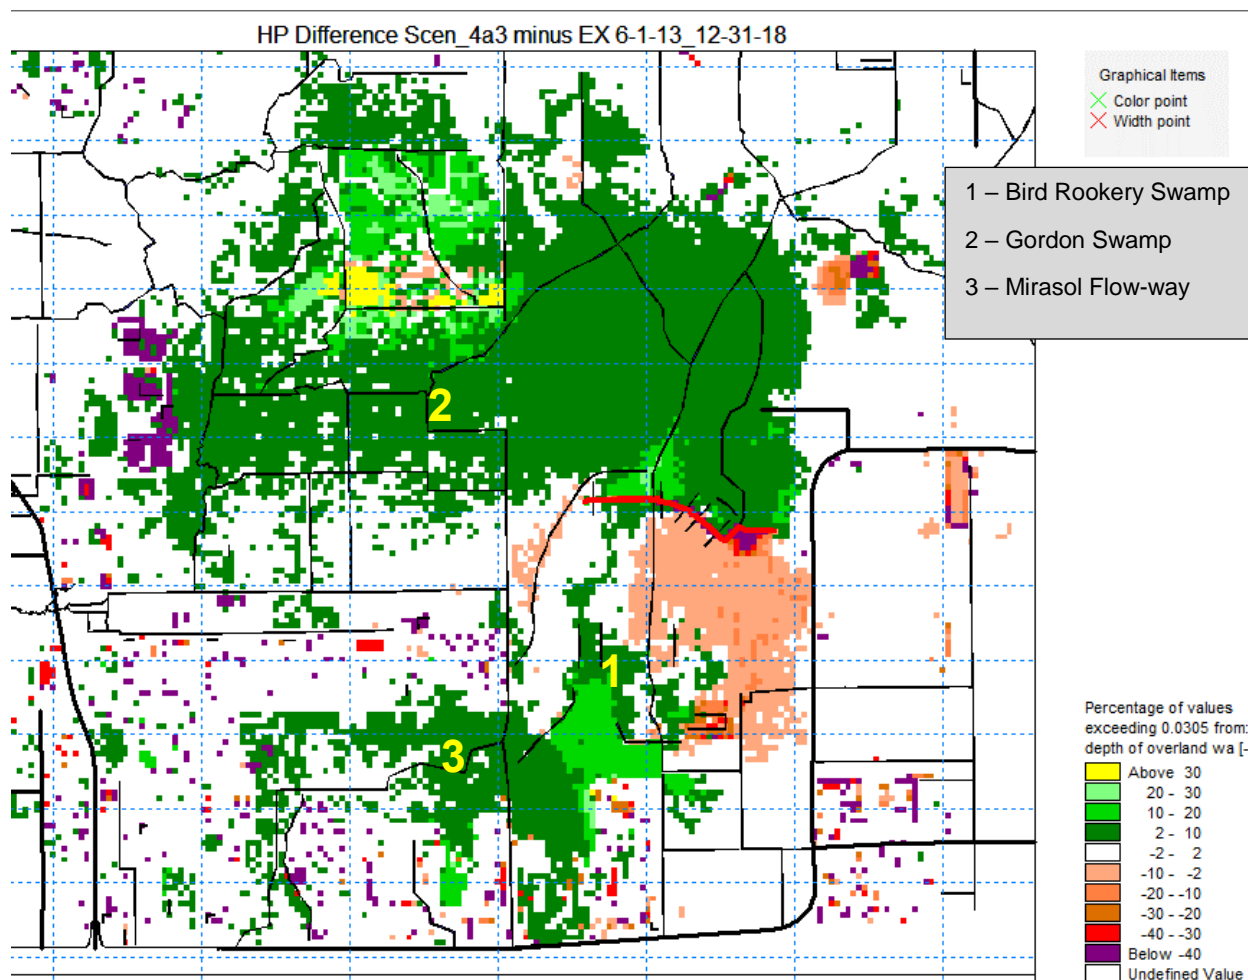 HP Difference Scen_4a3 minus EX 6-1-13_12-31-18
Graphical Items
Color point
Width point
1 – Bird Rookery Swamp
2 – Gordon Swamp
3 – Mirasol Flow-way
2
1
3
Percentage of values
exceeding 0.0305 from:
depth of overland wa [-
Above 30
20 - 30
10 - 20
2 - 10
-2 - 2
-10 - -2
-20 - -10
-30 - -20
-40 - -30
Below -40
Undefined Value